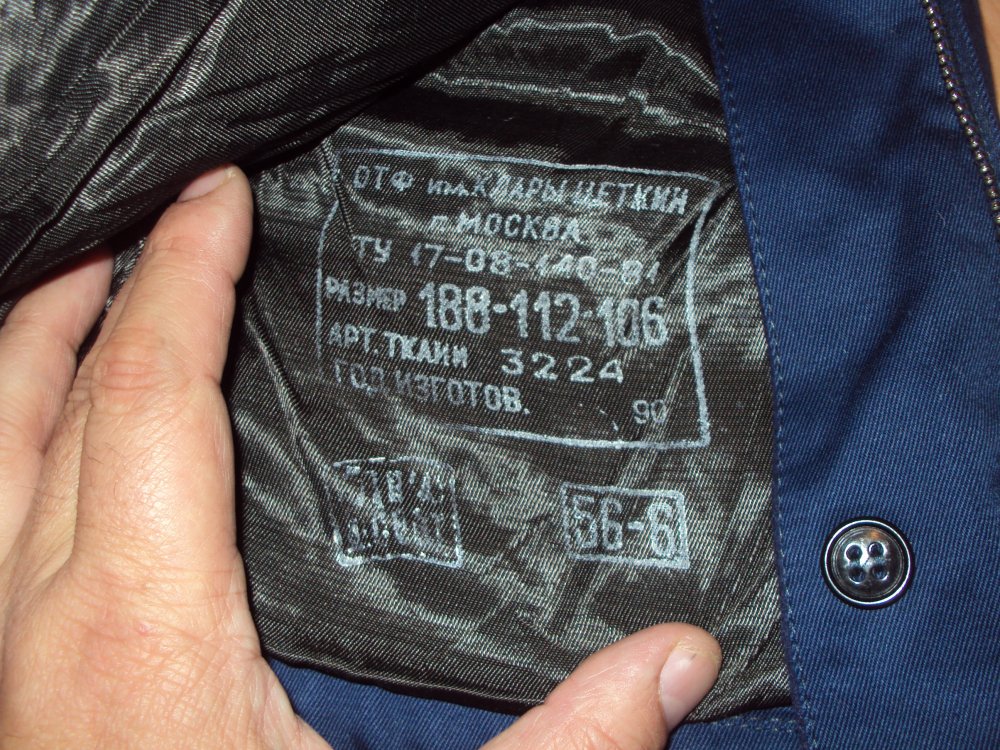 ОТФ им.КЛАРЫ ЦЕТКИН
г.МОСКВА
ТУ 17-08-140-81
РАЗМЕР 188-112-106
АРТ. ТКАНИ 3224
ГОД ИЗГОТОВ. 90
56-6